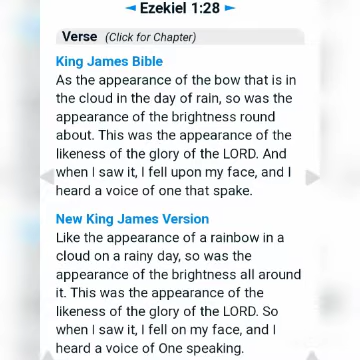 ◄ Ezekiel 1:28 ►
Verse (Click for Chapter)
King James Bible
As the appearance of the bow that is in
the cloud in the day of rain, so was the
appearance of the brightness round
about. This was the appearance of the
likeness of the glory of the LORD. And
when I saw it, I fell upon my face, and I
heard a voice of one that spake.
New King James Version
Like the appearance of a rainbow in a
cloud on a rainy day, so was the
appearance of the brightness all around
it. This was the appearance of the
likeness of the glory of the LORD. So
when I saw it, I fell on my face, and I
heard a voice of One speaking.